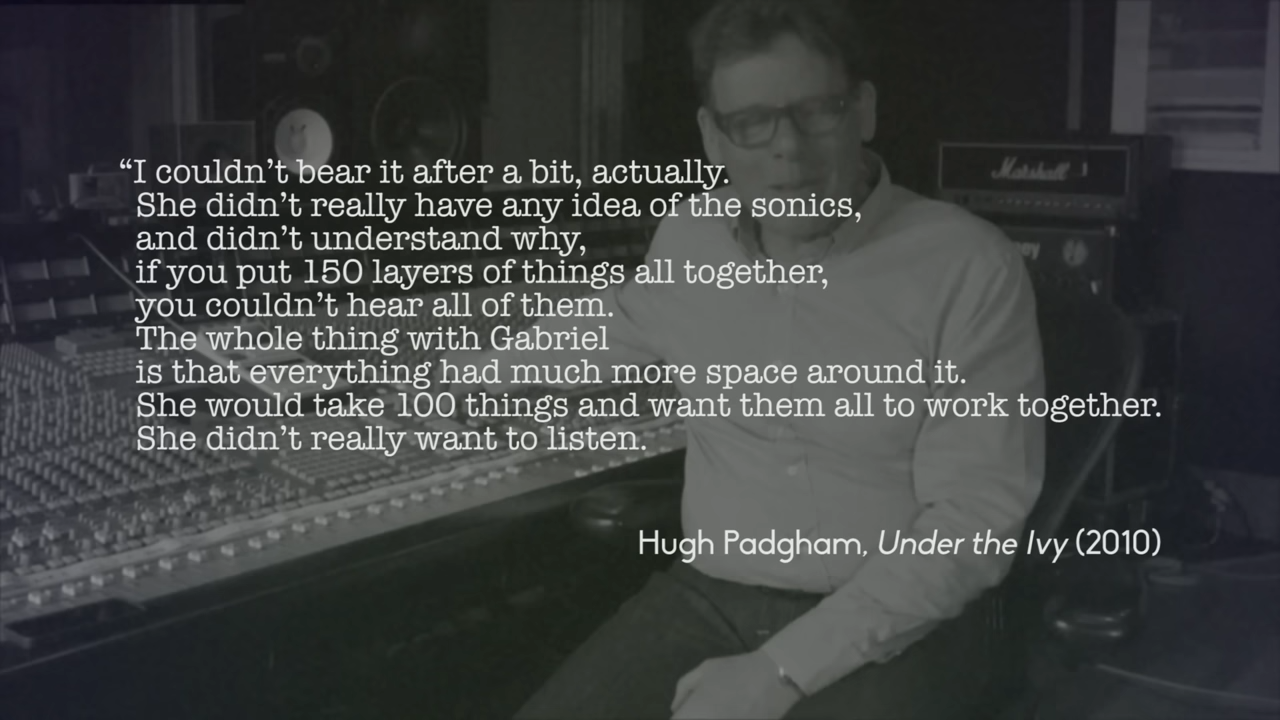 “I couldn’t bear it after a bit, actually.
She didn’t really have any idea of the sonics,
and didn’t understand why,
if you put 150 layers of things all together,
you couldn’t hear all of them.
The whole thing with Gabriel
is that everything had much more space around it.
She would take 100 things and want them all to work together.
She didn’t really want to listen.
Hugh Padgham, Under the Ivy (2010)
Marshall